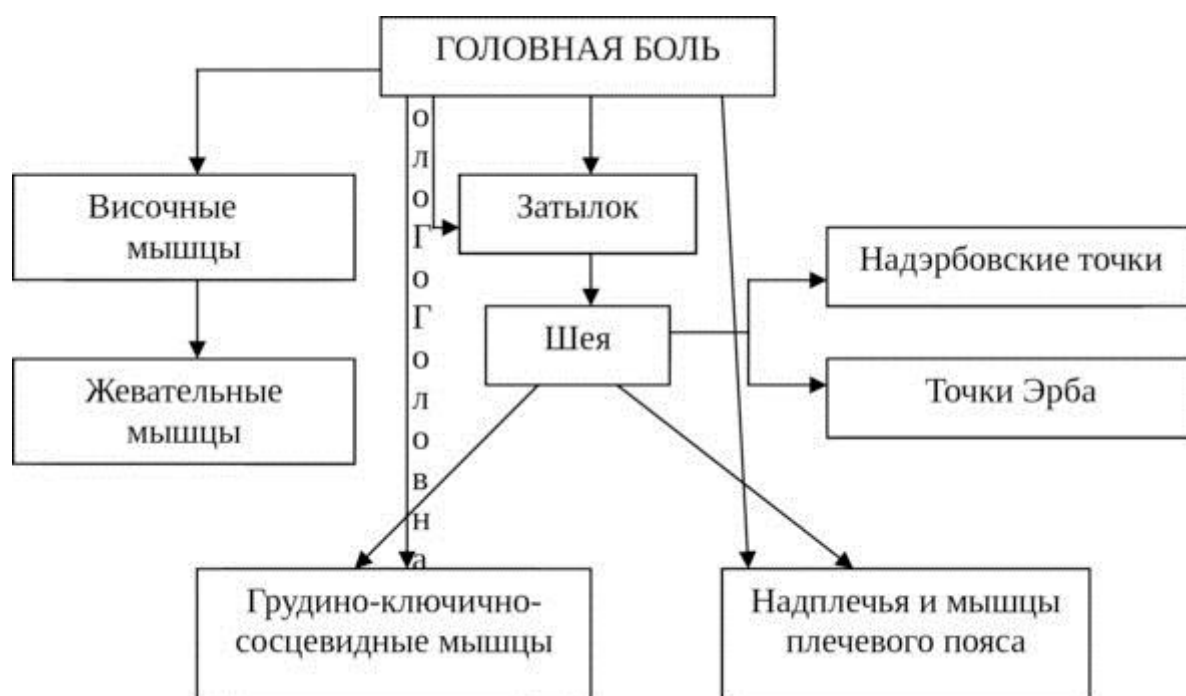 ГОЛОВНАЯ БОЛЬ
о
л
о
Г
о
Г
о
л
о
в
н
а
Височные
мышцы
Затылок
Надэрбовские точки
Шея
Жевательные
мышцы
Точки Эрба
Грудино-ключично-
сосцевидные мышцы
Надплечья и мышцы
плечевого пояса